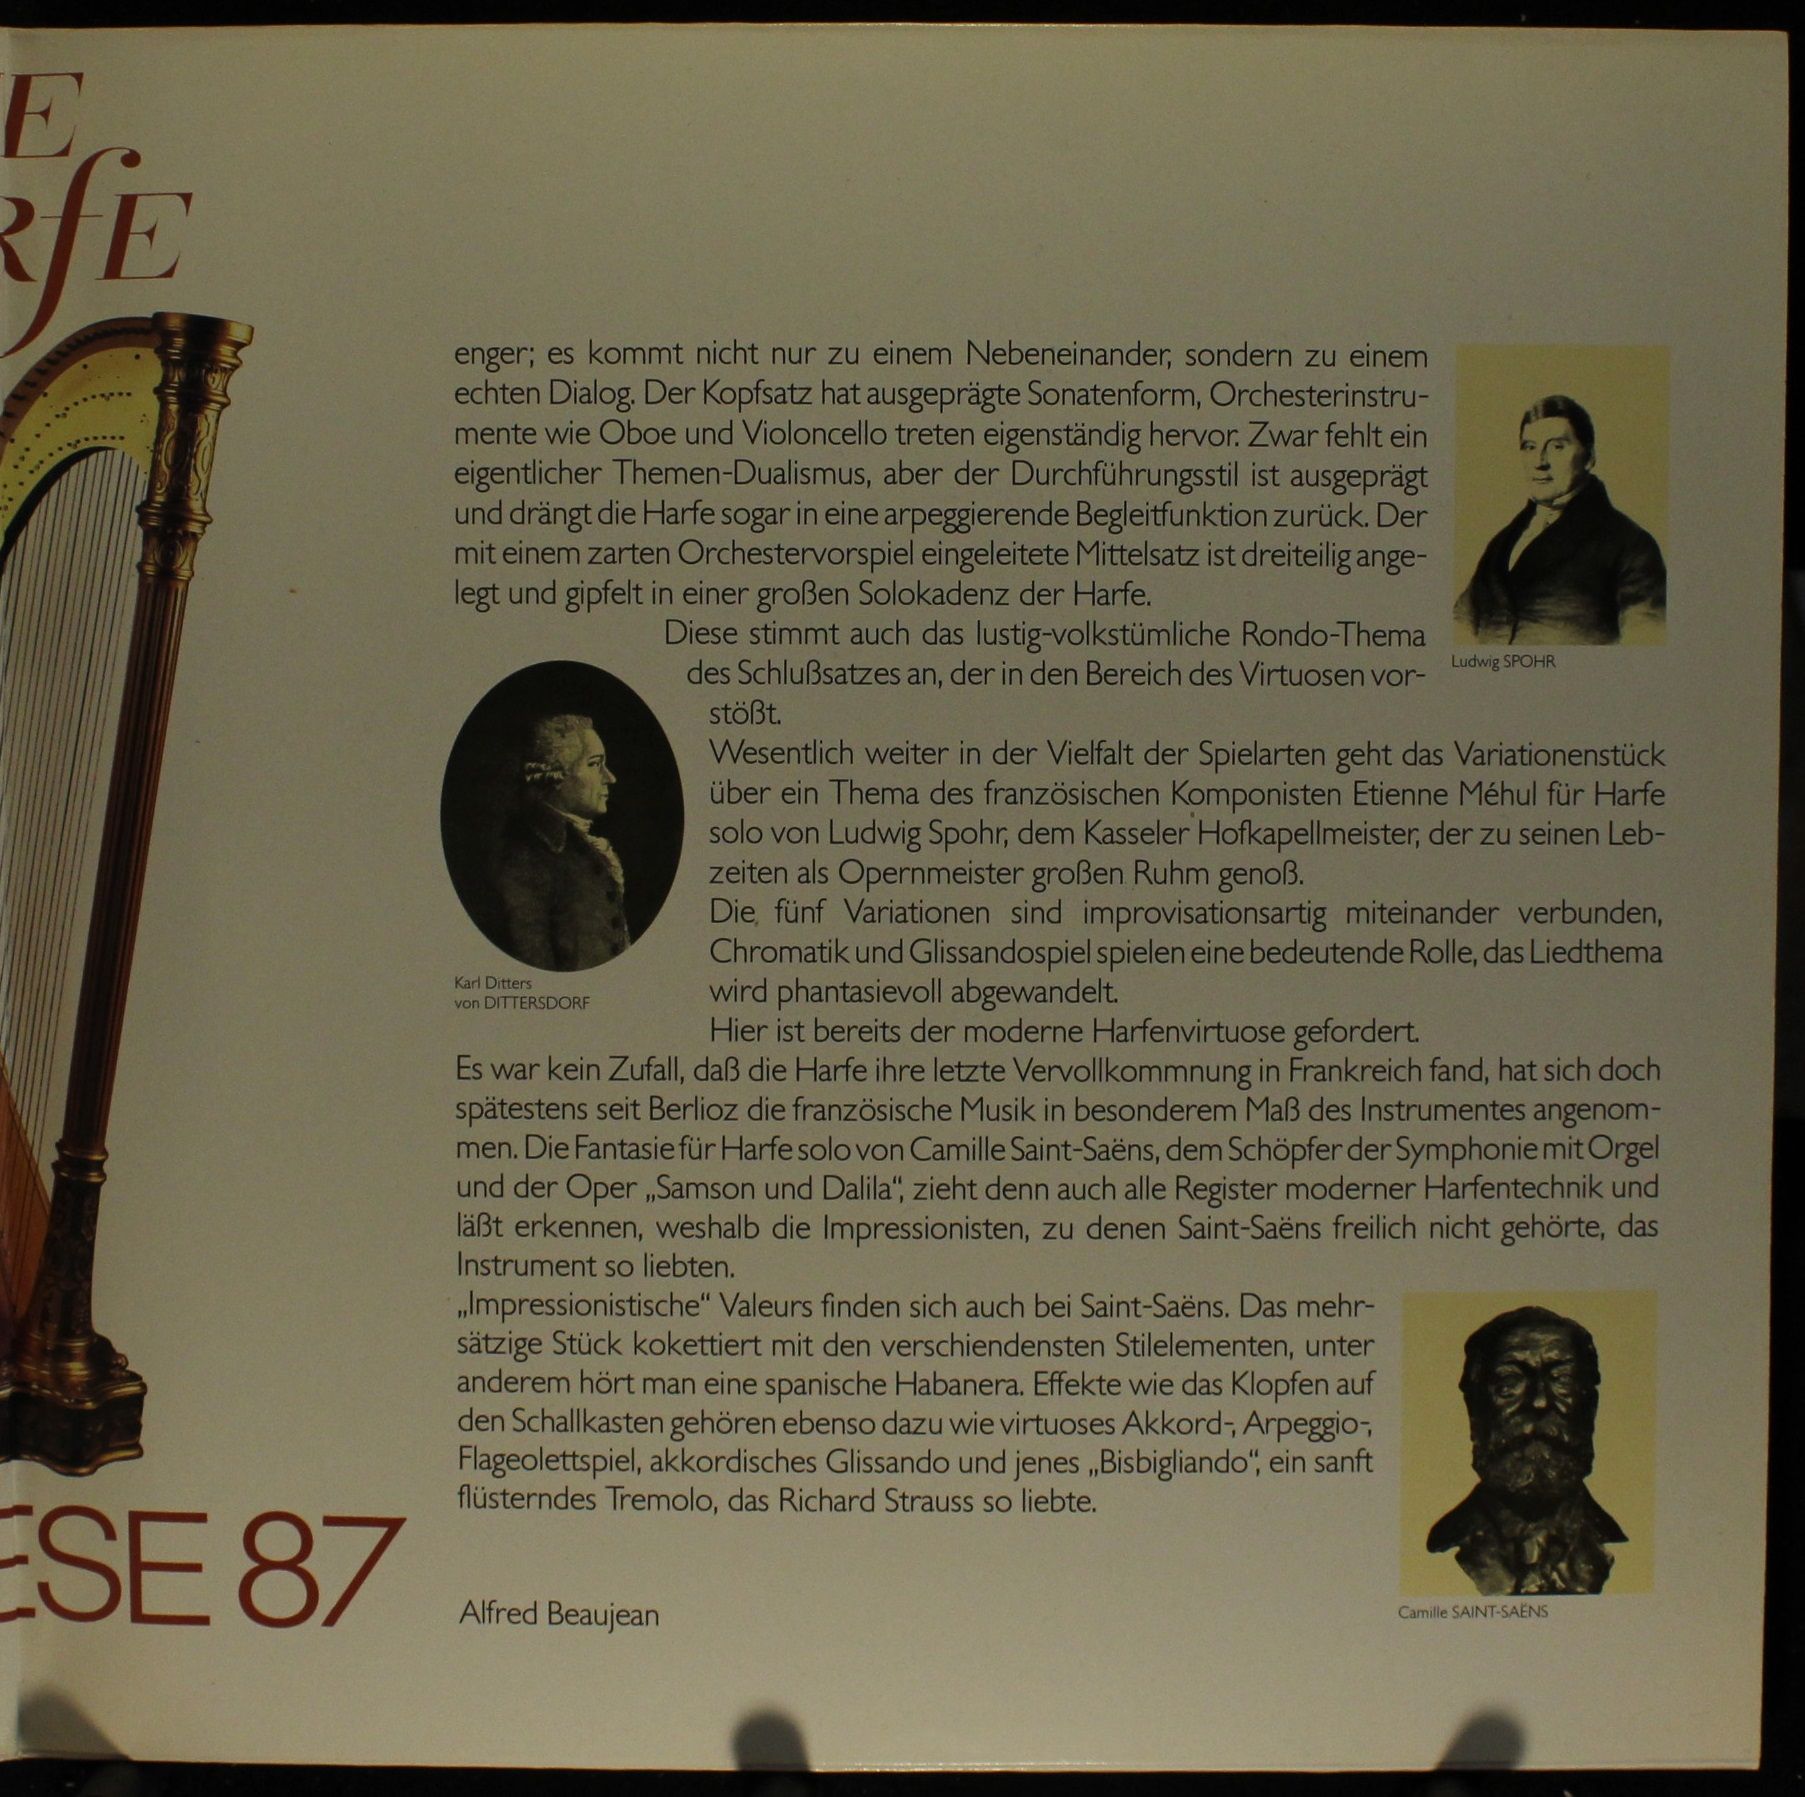 E
RfE
enger; es kommt nicht nur zu einem Nebeneinander, sondern zu einem
echten Dialog. Der Kopfsatz hat ausgeprägte Sonatenform, Orchesterinstru-
mente wie Oboe und Violoncello treten eigenständig hervor. Zwar fehlt ein
eigentlicher Themen-Dualismus, aber der Durchführungsstil ist ausgeprägt
und drängt die Harfe sogar in eine arpeggierende Begleitfunktion zurück. Der
mit einem zarten Orchestervorspiel eingeleitete Mittelsatz ist dreiteilig ange-
legt und gipfelt in einer großen Solokadenz der Harfe.
Diese stimmt auch das lustig-volkstümliche Rondo-Thema
des Schlußsatzes an, der in den Bereich des Virtuosen vor-
stößt.
Ludwig SPOHR
Wesentlich weiter in der Vielfalt der Spielarten geht das Variationenstück
über ein Thema des französischen Komponisten Etienne Méhul für Harfe
solo von Ludwig Spohr, dem Kasseler Hofkapellmeister, der zu seinen Leb-
zeiten als Opernmeister großen Ruhm genoß.
Die fünf Variationen sind improvisationsartig miteinander verbunden,
Chromatik und Glissandospiel spielen eine bedeutende Rolle, das Liedthema
wird phantasievoll abgewandelt.
Hier ist bereits der moderne Harfenvirtuose gefordert.
Karl Ditters
von DITTERSDORF
Es war kein Zufall, daß die Harfe ihre letzte Vervollkommnung in Frankreich fand, hat sich doch
spätestens seit Berlioz die französische Musik in besonderem Maß des Instrumentes angenom-
men. Die Fantasie für Harfe solo von Camille Saint-Saëns, dem Schöpfer der Symphonie mit Orgel
und der Oper „Samson und Dalila“, zieht denn auch alle Register moderner Harfentechnik und
läßt erkennen, weshalb die Impressionisten, zu denen Saint-Saëns freilich nicht gehörte, das
Instrument so liebten.
„Impressionistische“ Valeurs finden sich auch bei Saint-Saëns. Das mehr-
sätzige Stück kokettiert mit den verschiendensten Stilelementen, unter
anderem hört man eine spanische Habanera. Effekte wie das Klopfen auf
den Schallkasten gehören ebenso dazu wie virtuoses Akkord-, Arpeggio-,
Flageolettspiel, akkordisches Glissando und jenes „Bisbigliando“, ein sanft
flüsterndes Tremolo, das Richard Strauss so liebte.
Alfred Beaujean
Camille SAINT-SAËNS
ESE 87